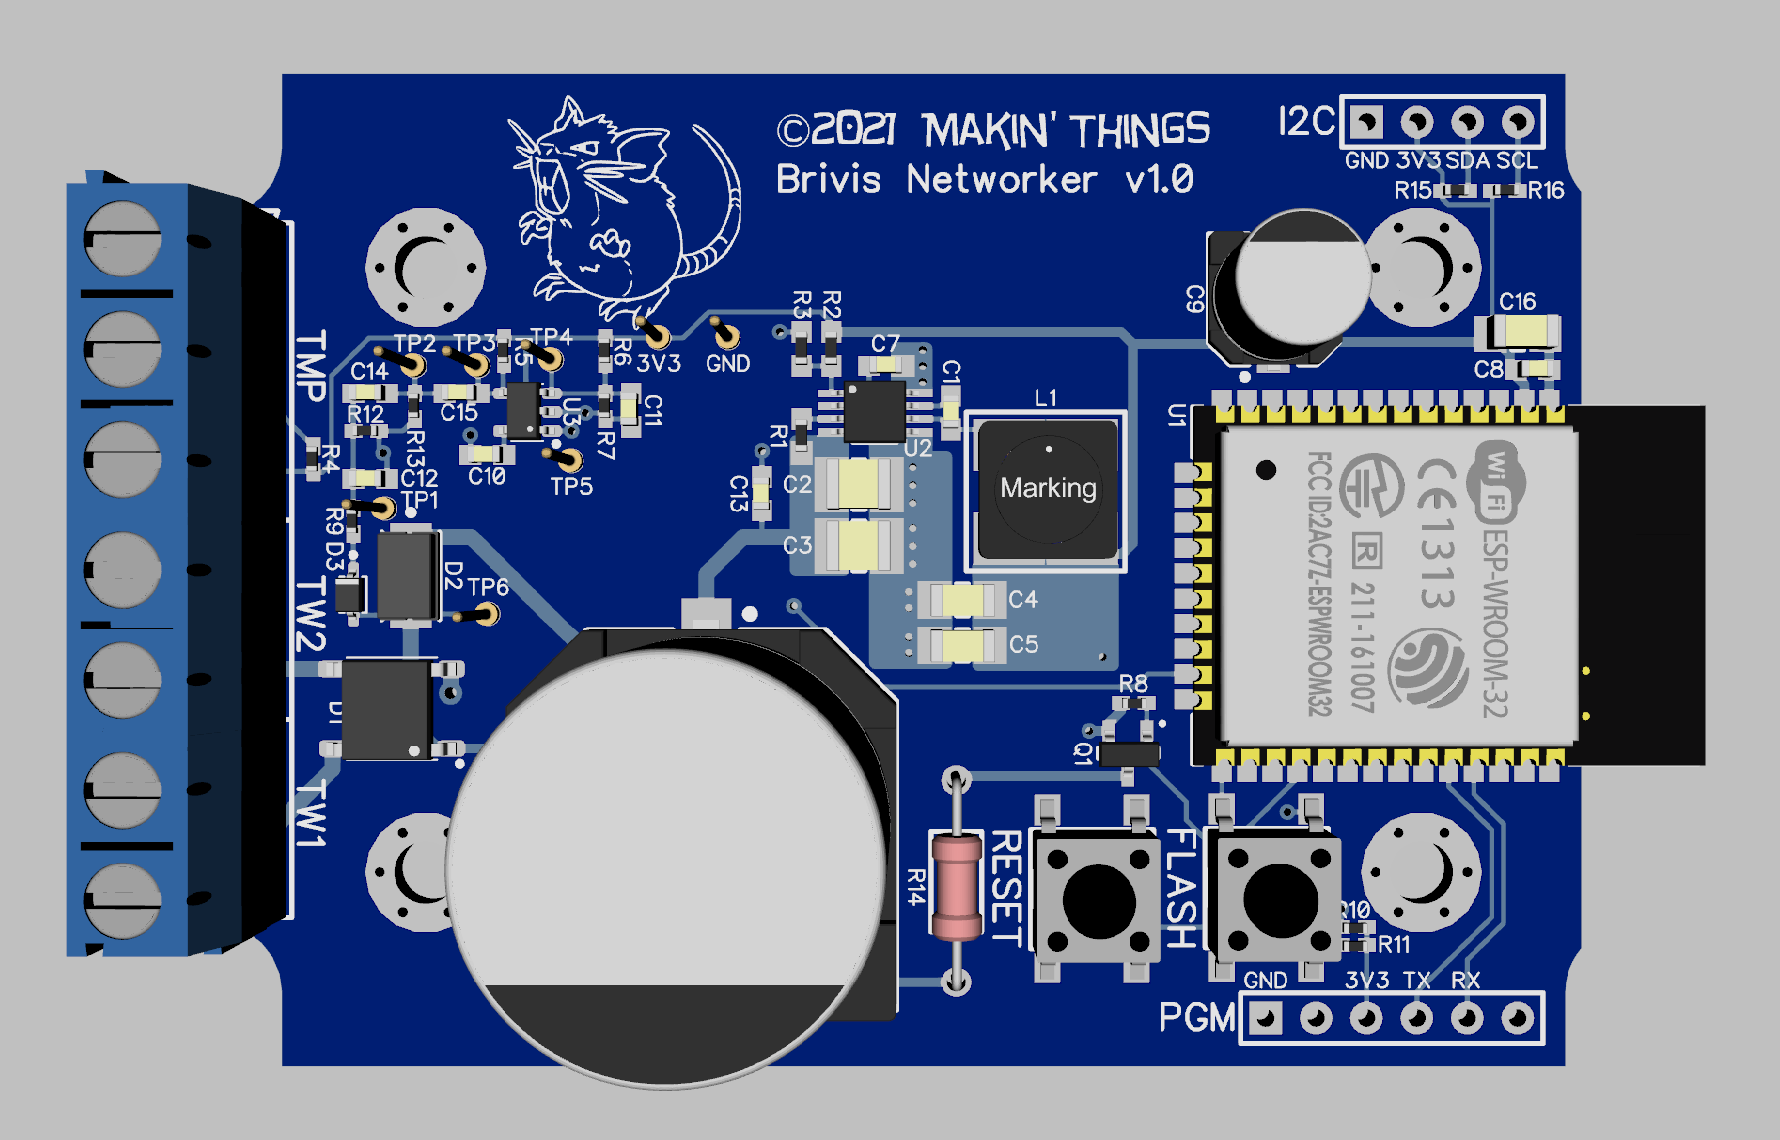 ©2021 MAKIN' THINGS
Brivis Networker v1.0
I2C
GND 3V3 SDA SCL
R15
R16
C9
C16
C8
TMP
TW2
TW1
TP2
TP3
TP4
R5
R6
3V3
GND
R3
R2
C7
C1
L1
Marking
U1
C14
C15
R12
R13
R4
C12
C10
U3
R7
C11
TP5
TP1
R9
D3
D2
TP6
D1
R1
U2
C13
C2
C3
C4
C5
R8
Q1
R14
RESET
FLASH
R10
R11
GND 3V3 TX RX
PGM
WiFi
ESP-WROOM-32
CE1313
R 211-161007
FCC ID:2AC7Z-ESPWROOM32